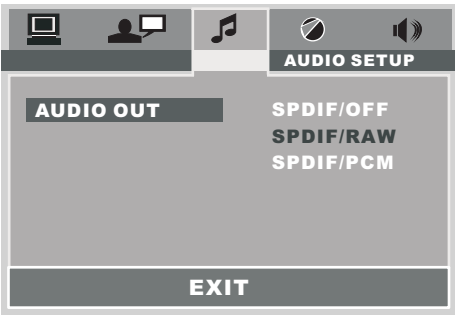 AUDIO SETUP
AUDIO OUT
SPDIF/OFF
SPDIF/RAW
SPDIF/PCM
EXIT